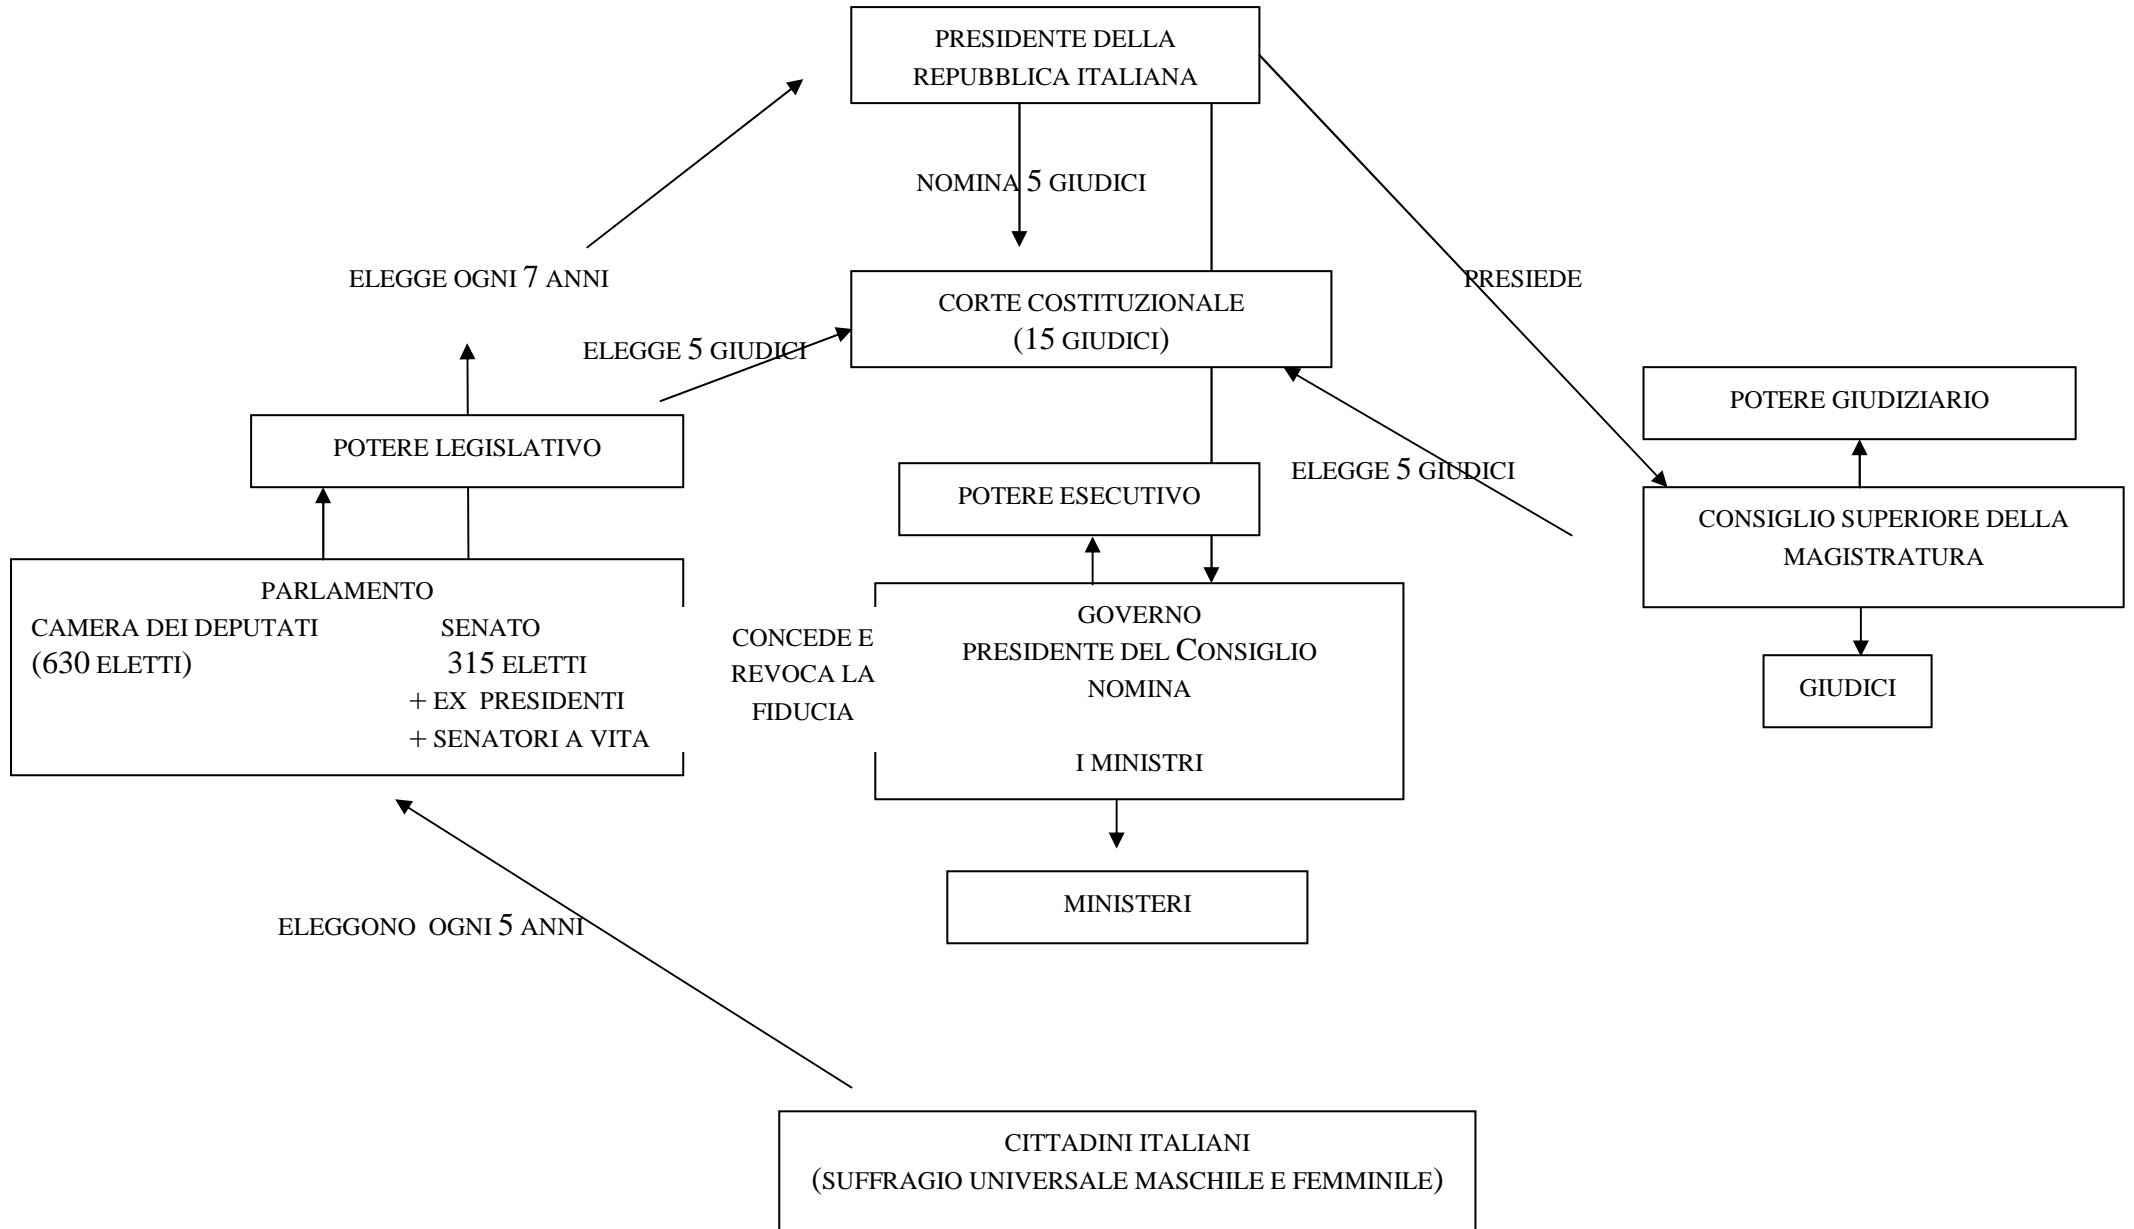 PRESIDENTE DELLA
REPUBBLICA ITALIANA
NOMINA 5 GIUDICI
ELEGGE OGNI 7 ANNI
PRESIEDE
CORTE COSTITUZIONALE
(15 GIUDICI)
ELEGGE 5 GIUDICI
POTERE GIUDIZIARIO
POTERE LEGISLATIVO
ELEGGE 5 GIUDICI
POTERE ESECUTIVO
CONSIGLIO SUPERIORE DELLA
MAGISTRATURA
PARLAMENTO
CAMERA DEI DEPUTATI SENATO
(630 ELETTI) 315 ELETTI
+ EX PRESIDENTI
+ SENATORI A VITA
CONCEDE E
REVOCA LA
FIDUCIA
GOVERNO
PRESIDENTE DEL CONSIGLIO
NOMINA
I MINISTRI
GIUDICI
MINISTERI
ELEGGONO OGNI 5 ANNI
CITTADINI ITALIANI
(SUFFRAGIO UNIVERSALE MASCHILE E FEMMINILE)